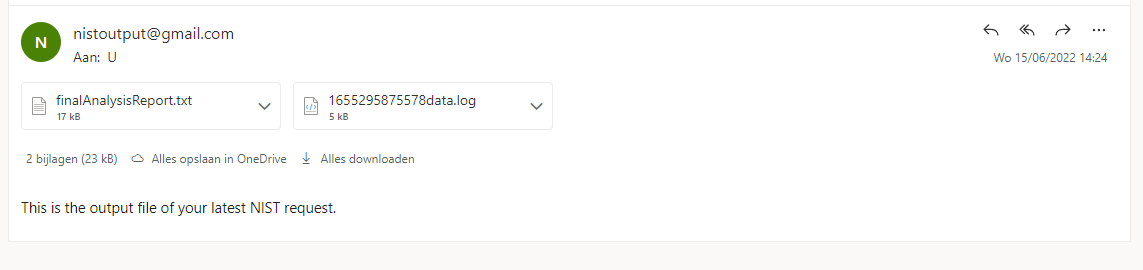 N
nistoutput@gmail.com
Aan: U
Wo 15/06/2022 14:24
finalAnalysisReport.txt
17 kB
1655295875578data.log
5 kB
2 bijlagen (23 kB) Alles opslaan in OneDrive Alles downloaden
This is the output file of your latest NIST request.